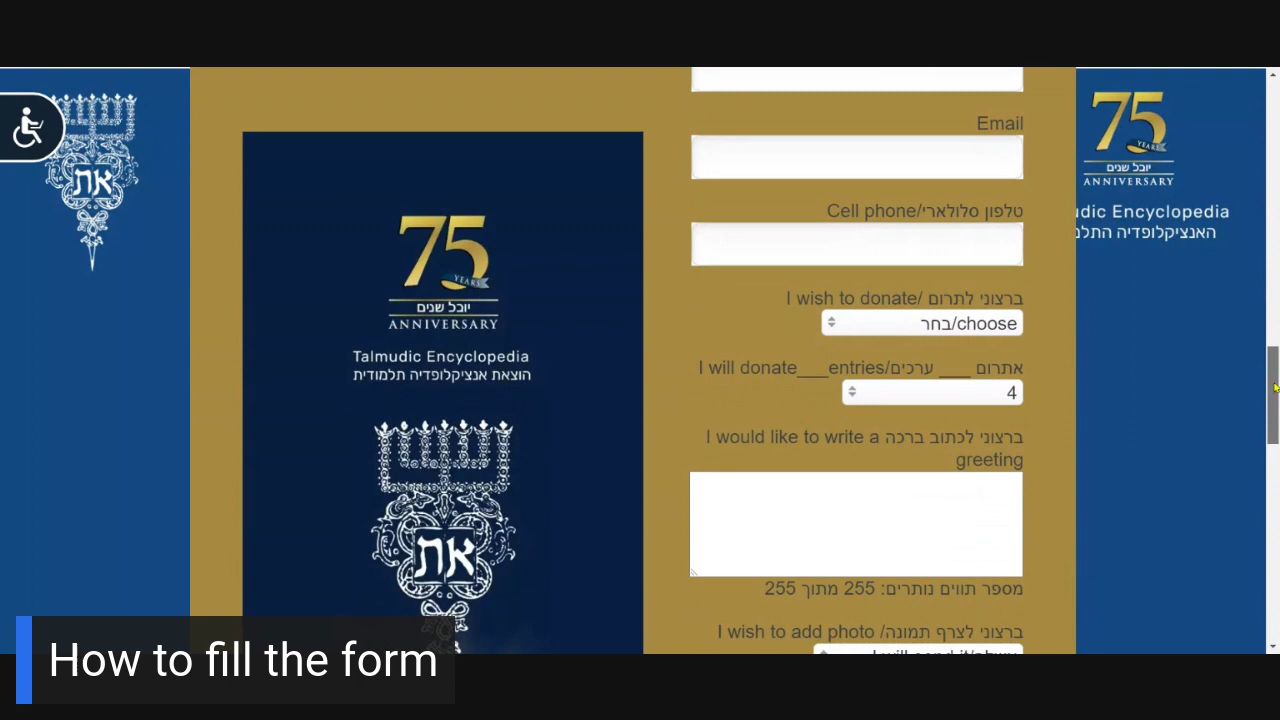 את
75
YEARS
יובל שנים
ANNIVERSARY
Talmudic Encyclopedia
הוצאת אנציקלופדיה תלמודית
את
Email
טלפון סלולארי/Cell phone
ברצוני לתרום /I wish to donate
choose/בחר
אתרום ___ ערכים/I will donate___entries
4
ברצוני לכתוב ברכה I would like to write a
greeting
מספר תווים נותרים: 255 מתוך 255
ברצוני לצרף תמונה/ I wish to add photo
75
YEARS
יובל שנים
ANNIVERSARY
Encyclopedia
האנציקלופדיה
How to fill the form